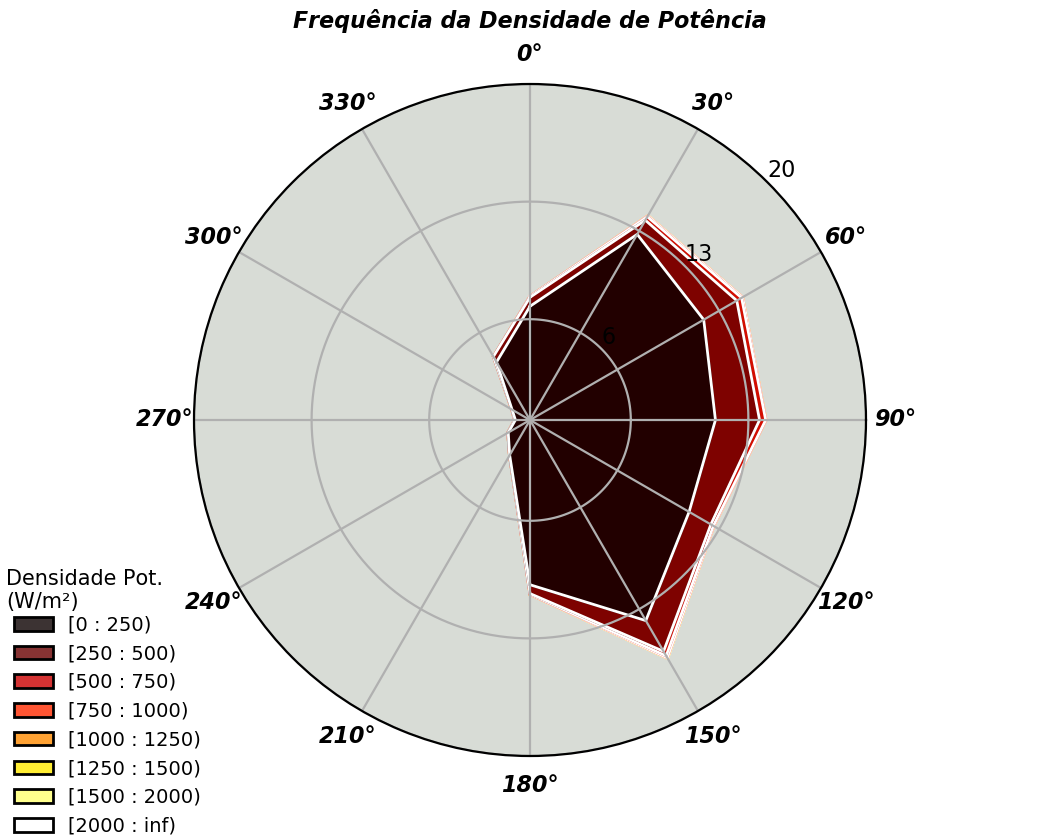 Frequência da Densidade de Potência
0°
330°
30°
20
300°
60°
13
6
270°
90°
240°
120°
210°
150°
180°
Densidade Pot.
(W/m²)
[0 : 250)
[250 : 500)
[500 : 750)
[750 : 1000)
[1000 : 1250)
[1250 : 1500)
[1500 : 2000)
[2000 : inf)